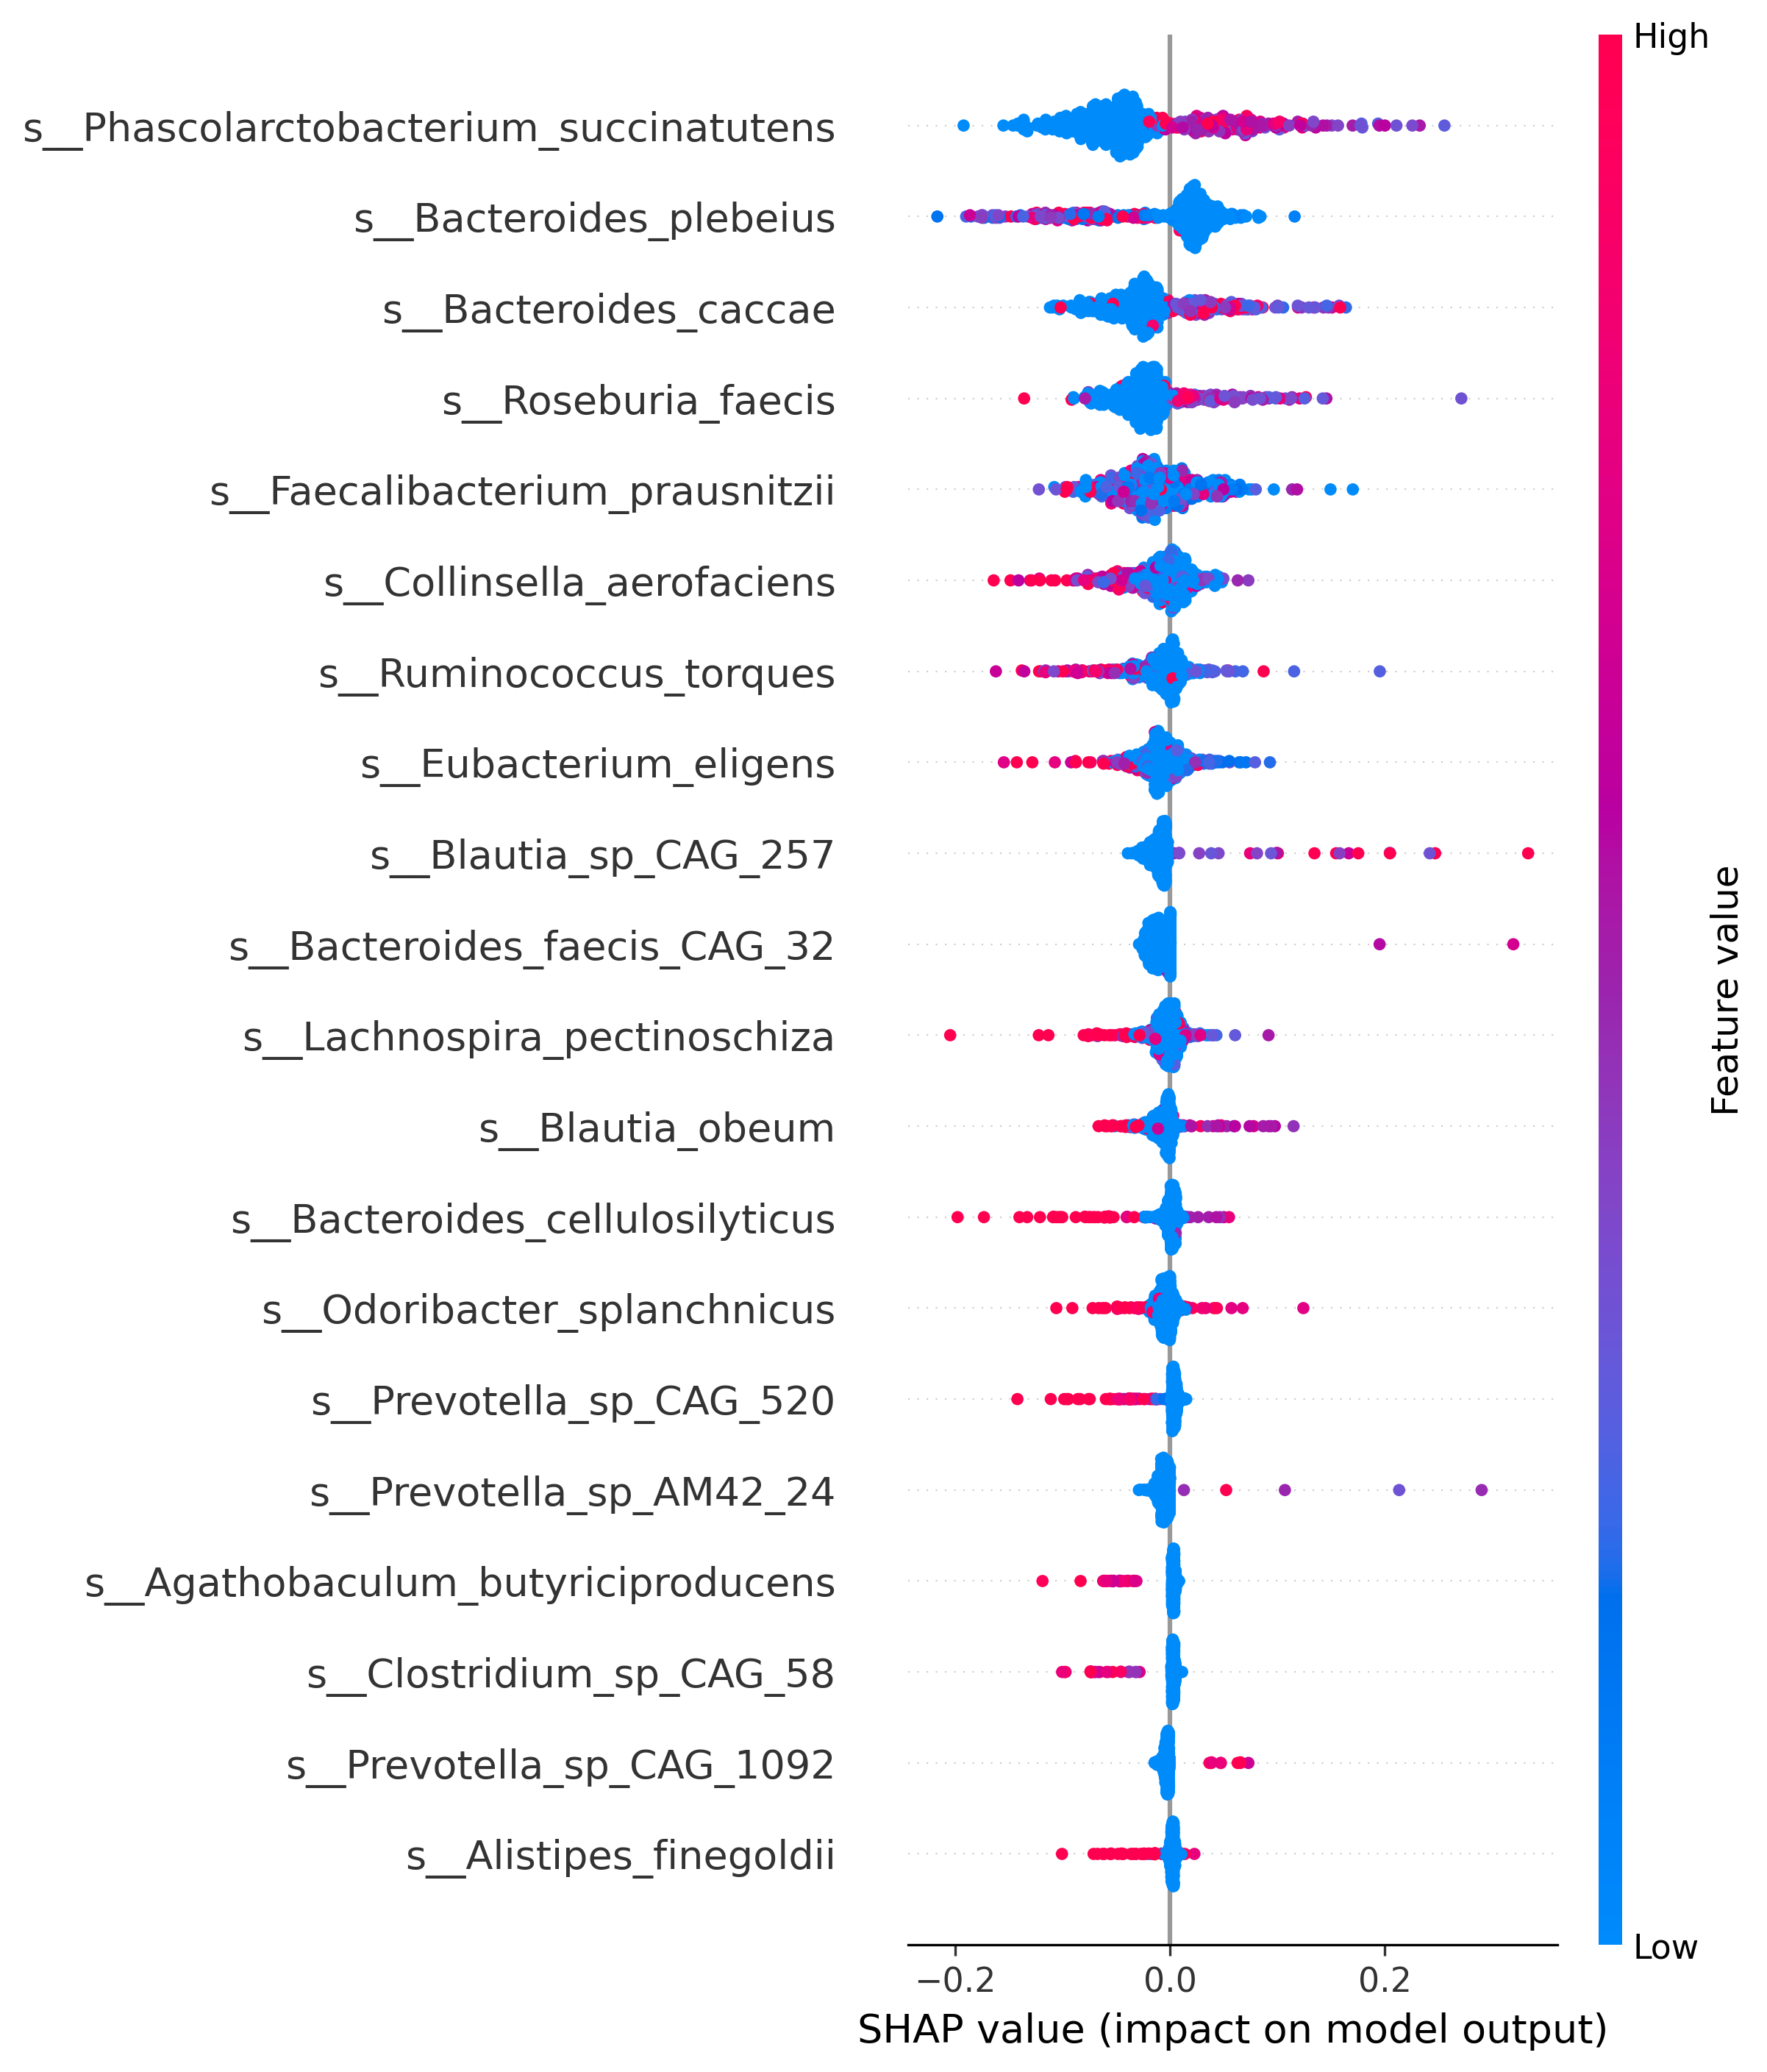 High
s__Phascolarctobacterium_succinatutens
s__Bacteroides_plebeius
s__Bacteroides_caccae
s__Roseburia_faecis
s__Faecalibacterium_prausnitzii
s__Collinsella_aerofaciens
s__Ruminococcus_torques
s__Eubacterium_eligens
s__Blautia_sp_CAG_257
s__Bacteroides_faecis_CAG_32
s__Lachnospira_pectinoschiza
s__Blautia_obeum
s__Bacteroides_cellulosilyticus
s__Odoribacter_splanchnicus
s__Prevotella_sp_CAG_520
s__Prevotella_sp_AM42_24
s__Agathobaculum_butyriciproducens
s__Clostridium_sp_CAG_58
s__Prevotella_sp_CAG_1092
s__Alistipes_finegoldii
Feature value
Low
−0.2 0.0 0.2
SHAP value (impact on model output)